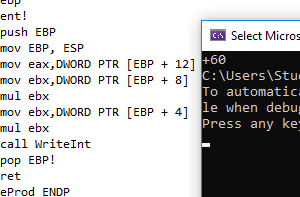 ebp
ent!
push EBP
mov EBP, ESP
mov eax,DWORD PTR [EBP + 12]
mov ebx,DWORD PTR [EBP + 8]
mul ebx
mov ebx,DWORD PTR [EBP + 4]
mul ebx
call WriteInt
pop EBP!
ret
eProd ENDP
Select Micros
+60
C:\Users\Stu
To automatica
le when debug
Press any key